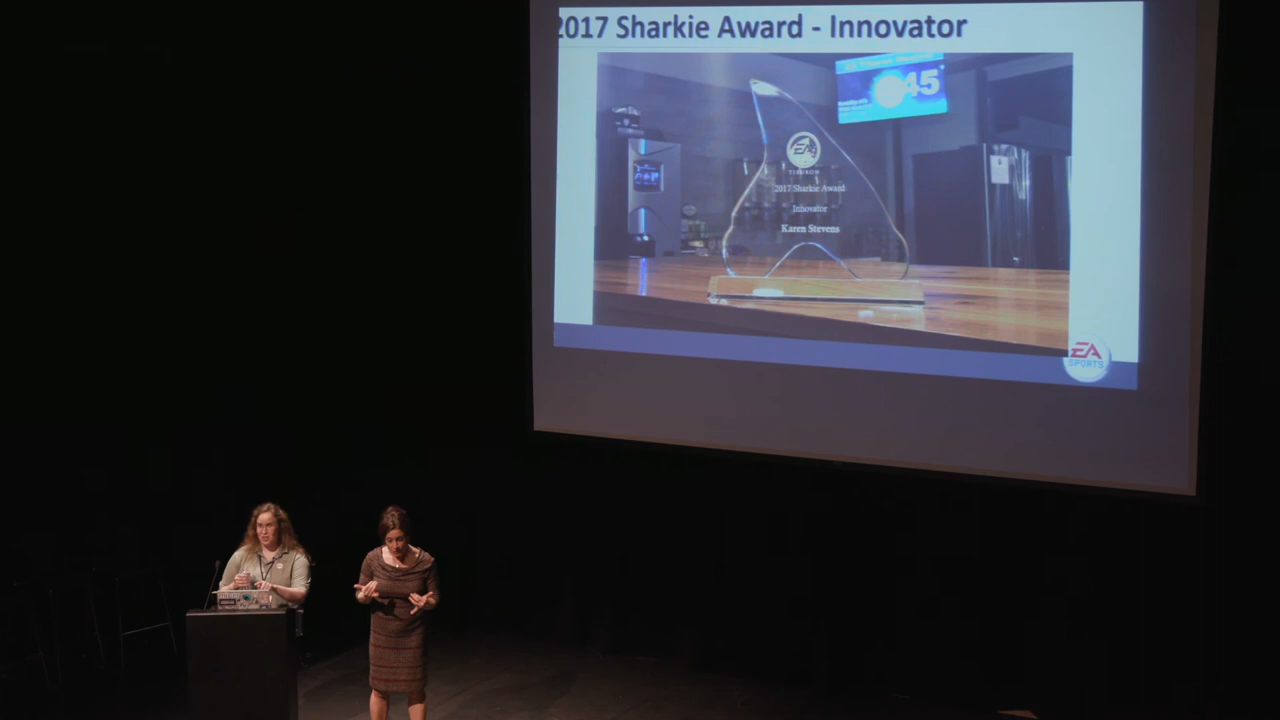 2017 Sharkie Award - Innovator
45
EA
TIBURON
2017 Sharkie Award
Innovator
Karen Stevens
EA
SPORTS